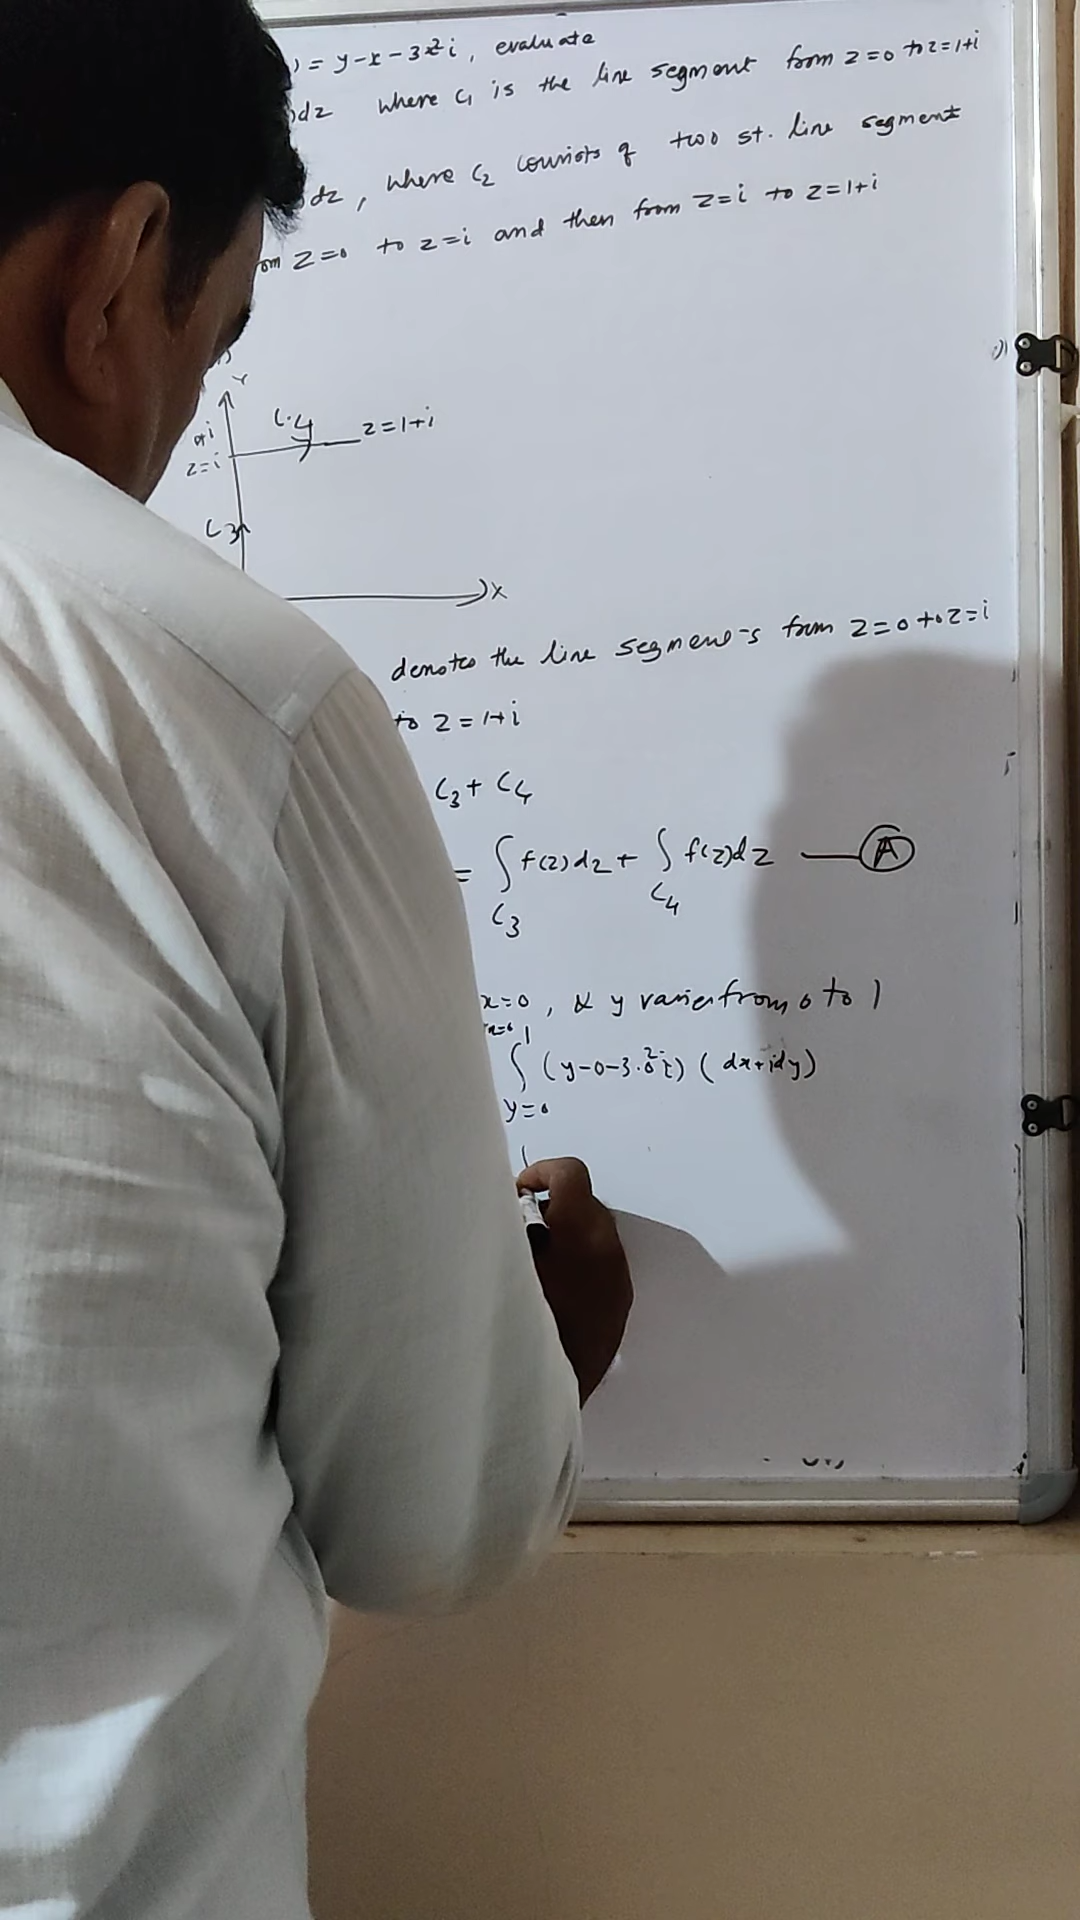 ) = y-x-3x²i, evaluate
)dz where C₁ is the line segment from z=0 to z=1+i
dz, where C₂ consists of two st. line segment
om z=0 to z=i and then from z=i to z=1+i
Y
C4
z=1+i
0+i
z=i
C3
X
denotes the line segments from z=0 to z=i
to z=1+i
C₃+C₄
= ∫f(z)dz + ∫f(z)dz — Ⓐ
C₃ C₄
x=0, & y varies from 0 to 1
x=0 1
∫(y-0-3.0²i)(dx+idy)
y=0